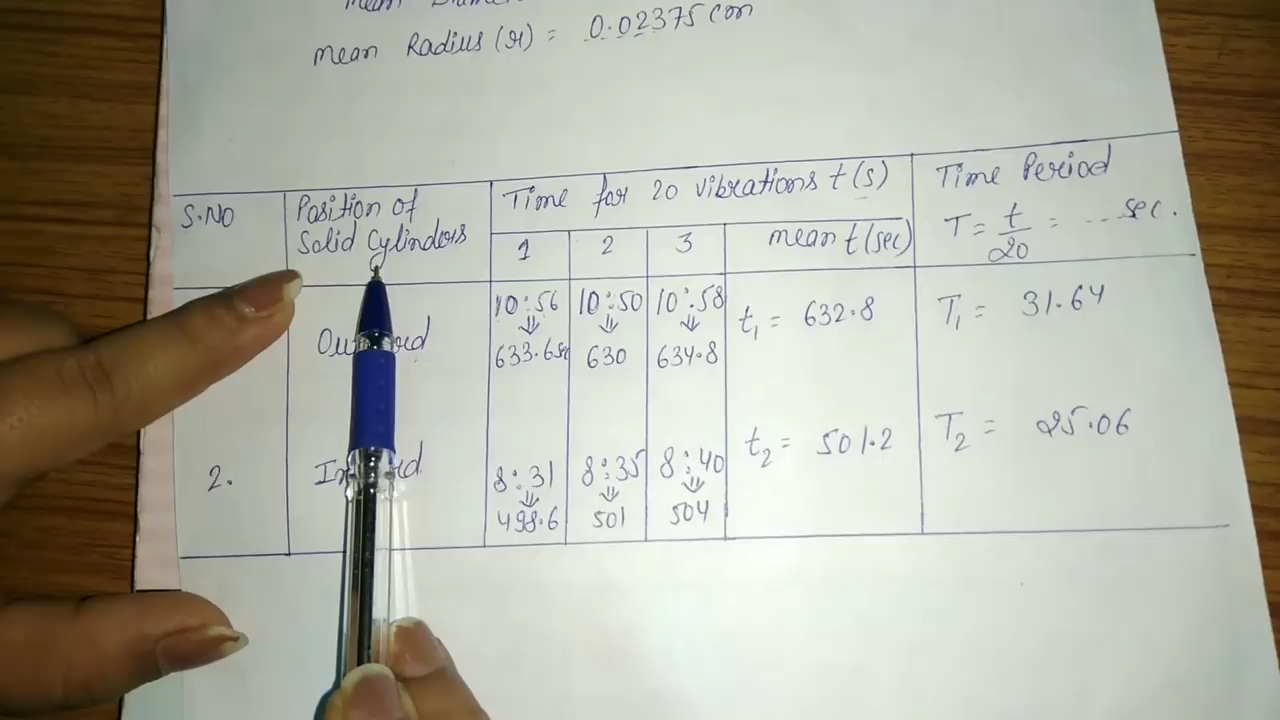 mean Radius (r) = 0.02375 cm
S.NO
Position of
Solid Cylinders
Time for 20 vibrations t(s)
1
2
3
mean t(sec)
Time Period
T = t/20 = ... sec.
10:56
10:50
10:58
⇓ ⇓ ⇓
633.6
630
634.8
t₁ = 632.8
T₁ = 31.64
2.
8:31
8:35
8:40
⇓ ⇓ ⇓
498.6
501
504
t₂ = 501.2
T₂ = 25.06